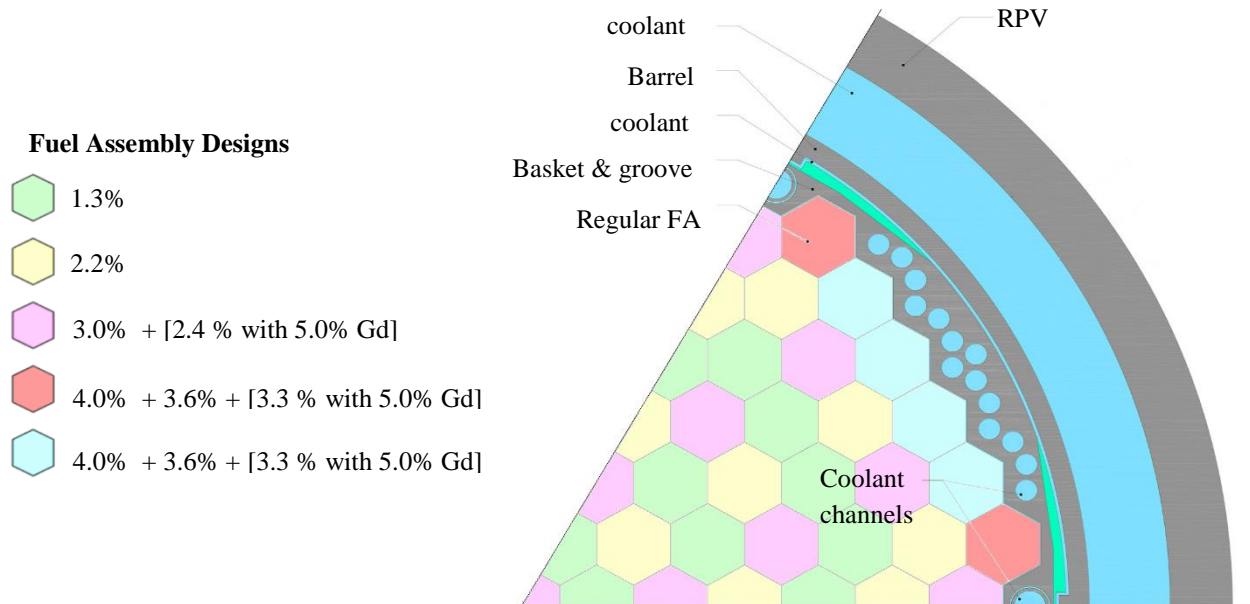 Fuel Assembly Designs
1.3%
2.2%
3.0% + [2.4 % with 5.0% Gd]
4.0% + 3.6% + [3.3 % with 5.0% Gd]
4.0% + 3.6% + [3.3 % with 5.0% Gd]
coolant
RPV
Barrel
coolant
Basket & groove
Regular FA
Coolant
channels